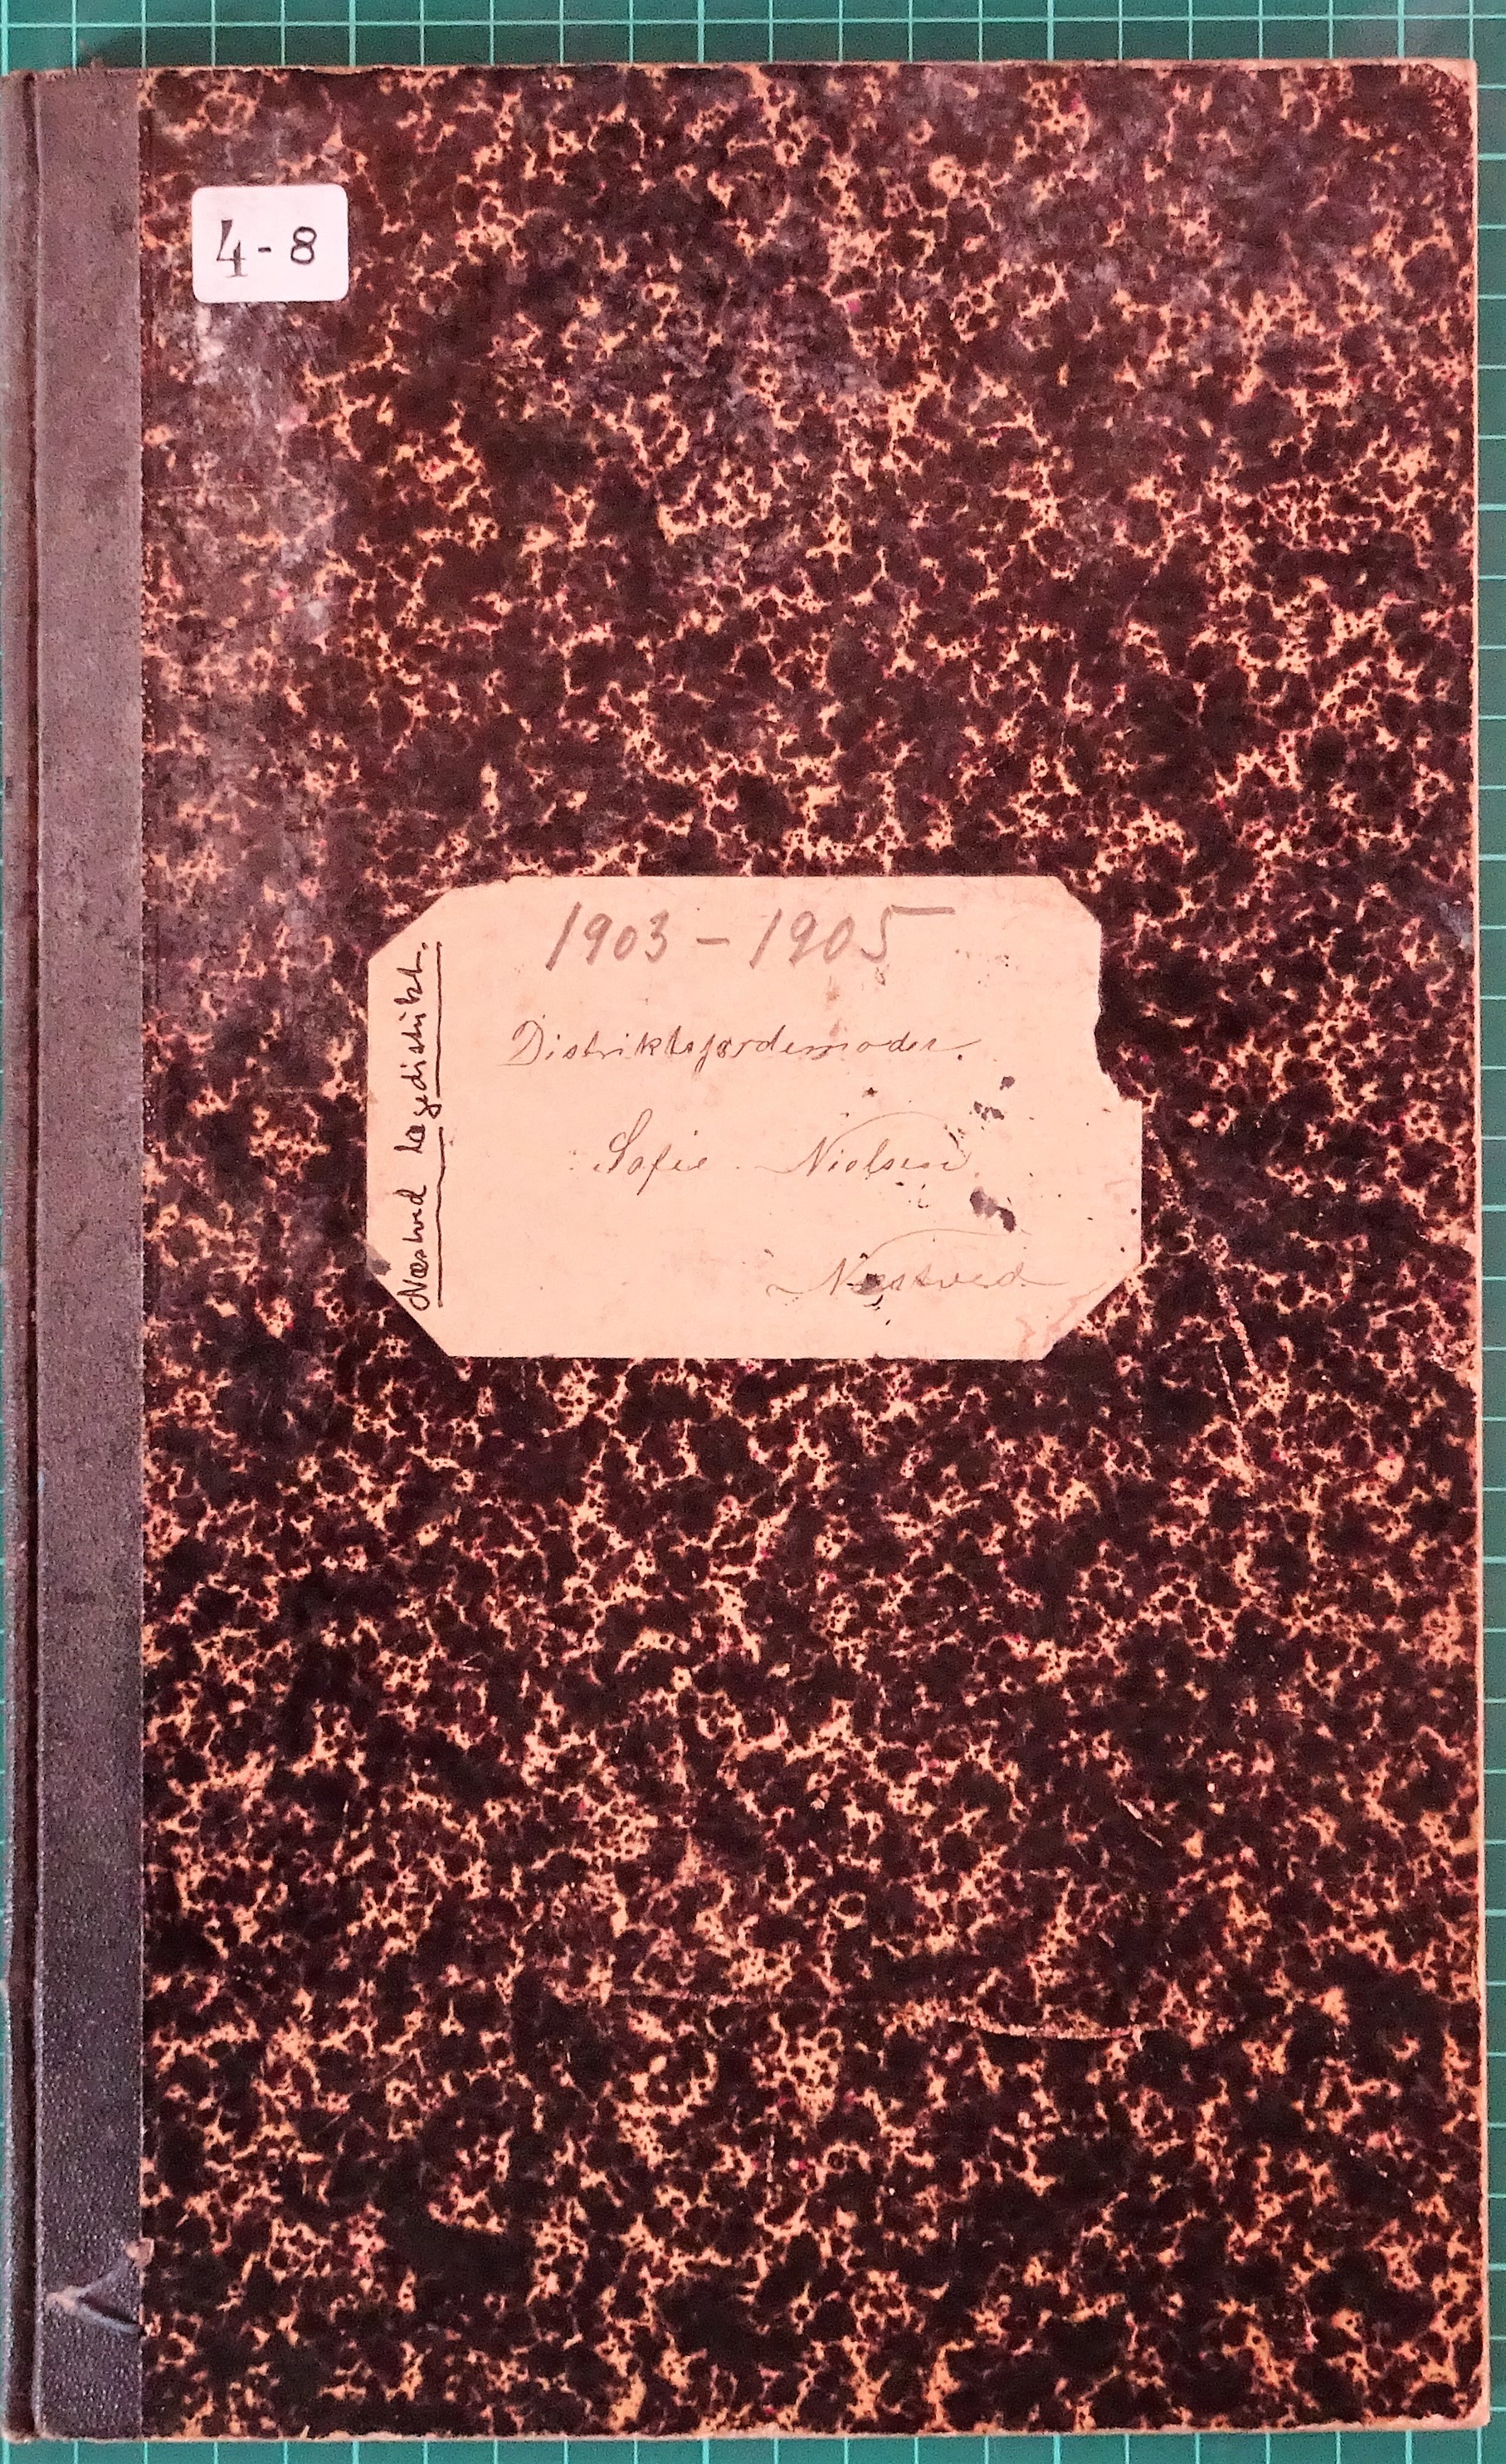 4-8
1903 - 1905
Distriktsjordemoder.
Sofie Nielsen
Næstved
Næstved lægedistrikt.